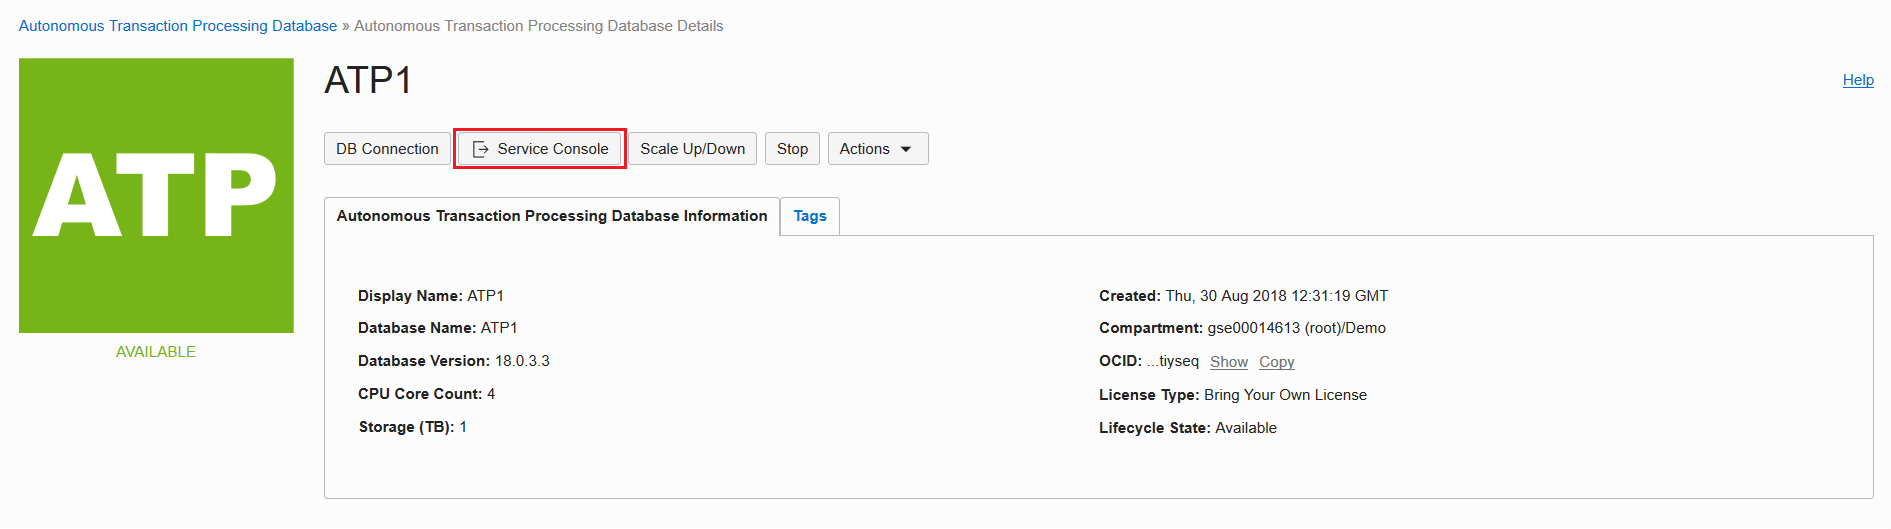 Autonomous Transaction Processing Database » Autonomous Transaction Processing Database Details
ATP
AVAILABLE
ATP1
Help
DB Connection Service Console Scale Up/Down Stop Actions
Autonomous Transaction Processing Database Information Tags
Display Name: ATP1
Database Name: ATP1
Database Version: 18.0.3.3
CPU Core Count: 4
Storage (TB): 1
Created: Thu, 30 Aug 2018 12:31:19 GMT
Compartment: gse00014613 (root)/Demo
OCID: ...tiyseq Show Copy
License Type: Bring Your Own License
Lifecycle State: Available